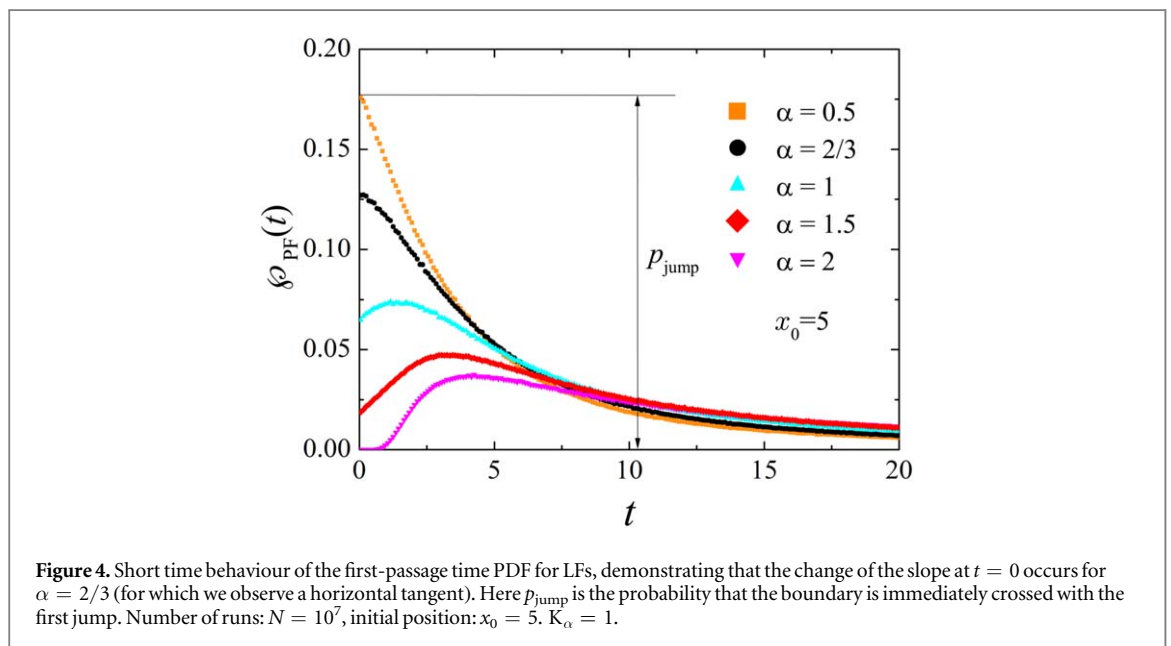 0.20
0.15
0.10
0.05
0.00
℘PF(t)
α = 0.5
α = 2/3
α = 1
α = 1.5
α = 2
x₀=5
pjump
0 5 10 15 20
t
Figure 4. Short time behaviour of the first-passage time PDF for LFs, demonstrating that the change of the slope at t = 0 occurs for
α = 2/3 (for which we observe a horizontal tangent). Here pjump is the probability that the boundary is immediately crossed with the
first jump. Number of runs: N = 10⁷, initial position: x₀ = 5. Kα = 1.